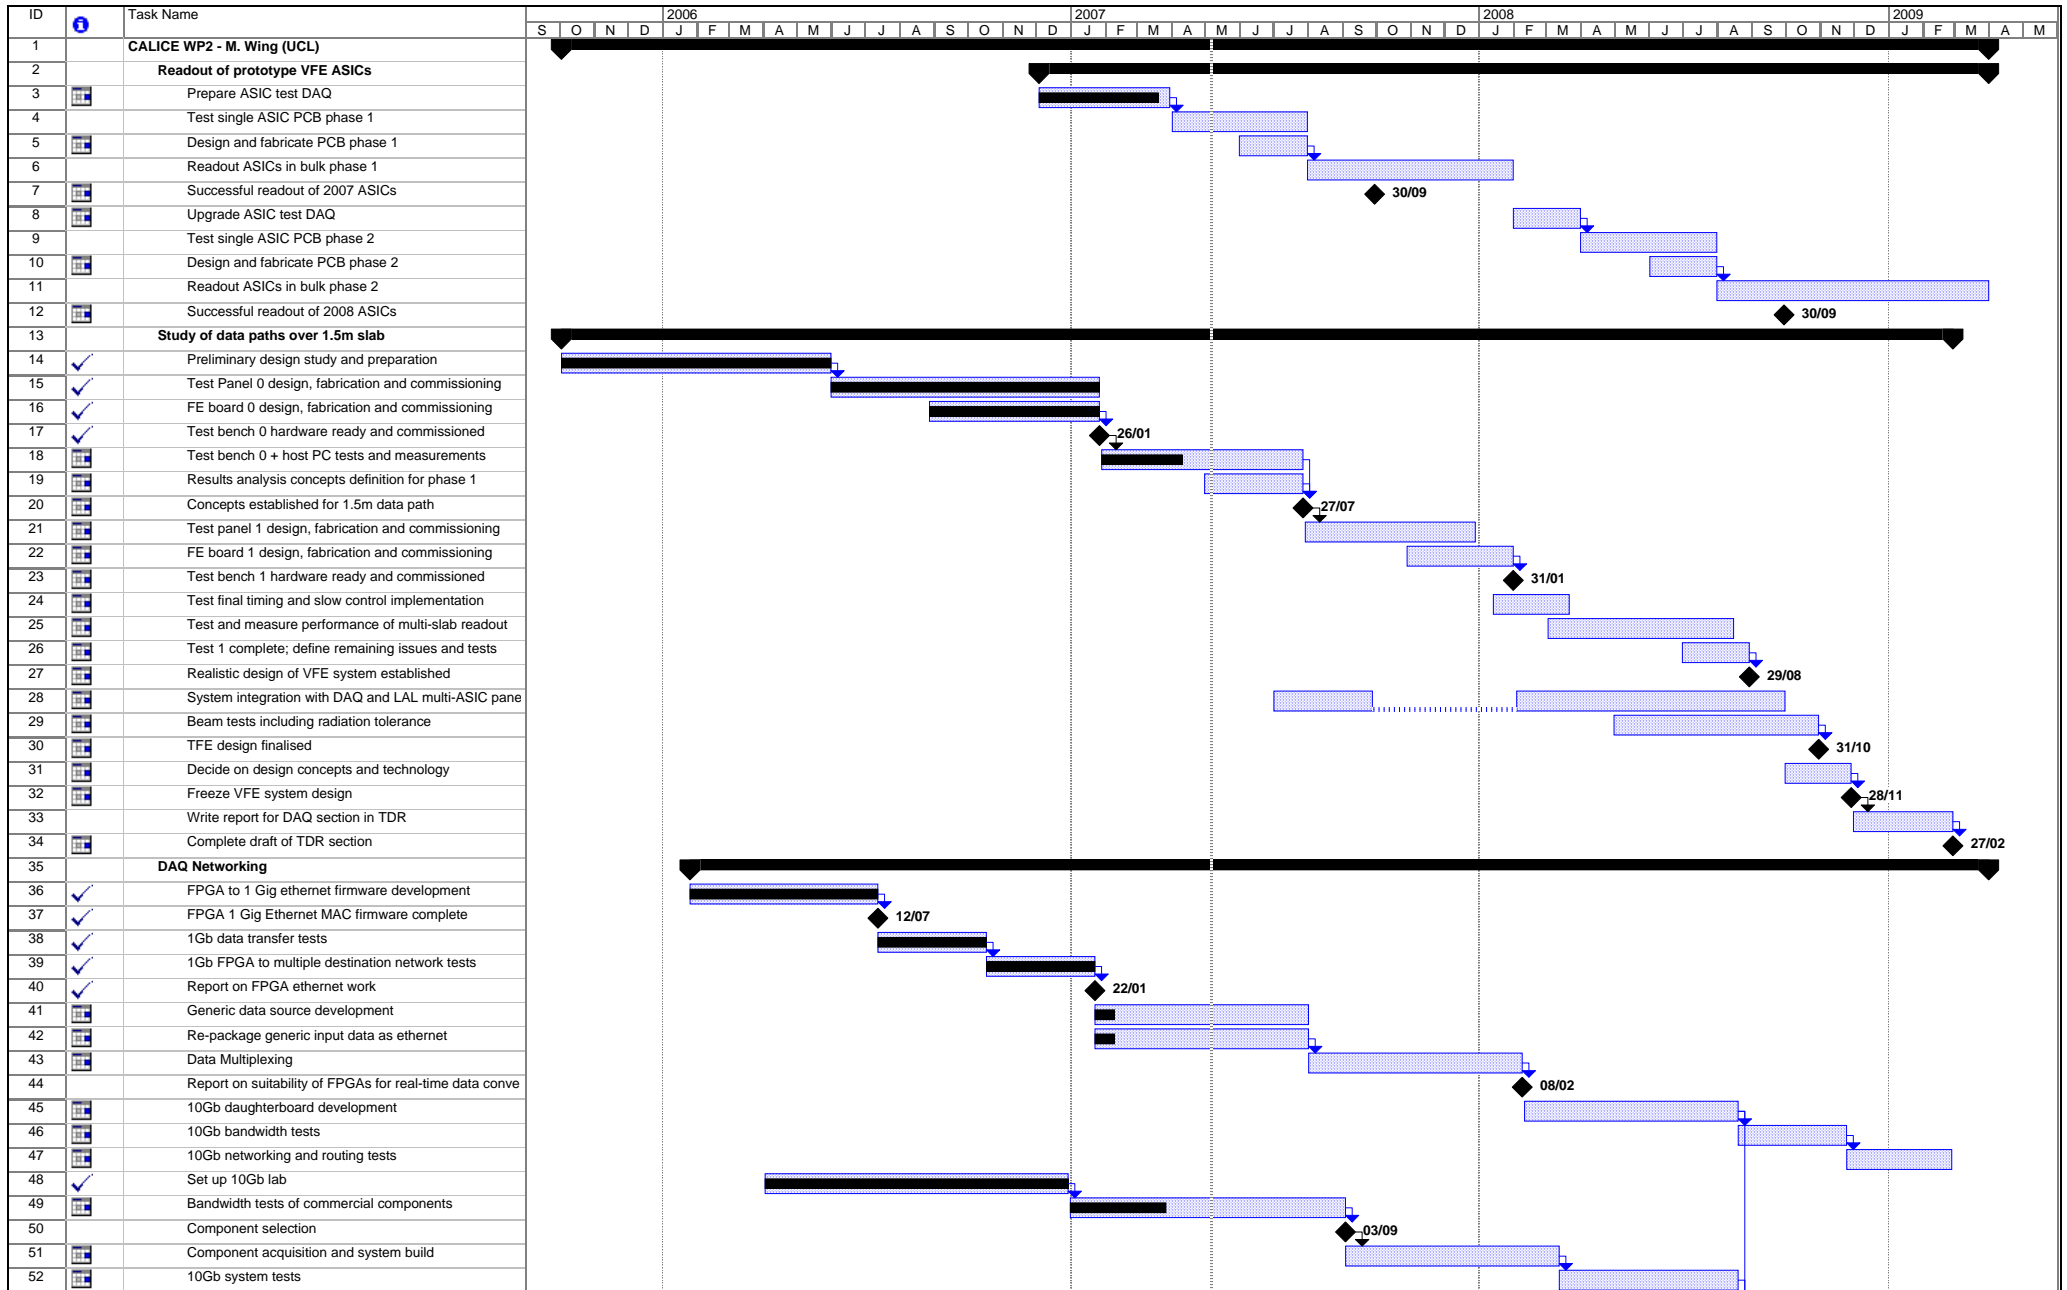 ID Task Name 2006 2007 2008 2009
S O N D J F M A M J J A S O N D J F M A M J J A S O N D J F M A M J J A S O N D J F M A M
1 CALICE WP2 - M. Wing (UCL)
2 Readout of prototype VFE ASICs
3 Prepare ASIC test DAQ
4 Test single ASIC PCB phase 1
5 Design and fabricate PCB phase 1
6 Readout ASICs in bulk phase 1
7 Successful readout of 2007 ASICs 30/09
8 Upgrade ASIC test DAQ
9 Test single ASIC PCB phase 2
10 Design and fabricate PCB phase 2
11 Readout ASICs in bulk phase 2
12 Successful readout of 2008 ASICs 30/09
13 Study of data paths over 1.5m slab
14 Preliminary design study and preparation
15 Test Panel 0 design, fabrication and commissioning
16 FE board 0 design, fabrication and commissioning
17 Test bench 0 hardware ready and commissioned 26/01
18 Test bench 0 + host PC tests and measurements
19 Results analysis concepts definition for phase 1
20 Concepts established for 1.5m data path 27/07
21 Test panel 1 design, fabrication and commissioning
22 FE board 1 design, fabrication and commissioning
23 Test bench 1 hardware ready and commissioned 31/01
24 Test final timing and slow control implementation
25 Test and measure performance of multi-slab readout
26 Test 1 complete; define remaining issues and tests
27 Realistic design of VFE system established 29/08
28 System integration with DAQ and LAL multi-ASIC pane
29 Beam tests including radiation tolerance
30 TFE design finalised 31/10
31 Decide on design concepts and technology
32 Freeze VFE system design 28/11
33 Write report for DAQ section in TDR
34 Complete draft of TDR section 27/02
35 DAQ Networking
36 FPGA to 1 Gig ethernet firmware development
37 FPGA 1 Gig Ethernet MAC firmware complete 12/07
38 1Gb data transfer tests
39 1Gb FPGA to multiple destination network tests
40 Report on FPGA ethernet work 22/01
41 Generic data source development
42 Re-package generic input data as ethernet
43 Data Multiplexing
44 Report on suitability of FPGAs for real-time data conve 08/02
45 10Gb daughterboard development
46 10Gb bandwidth tests
47 10Gb networking and routing tests
48 Set up 10Gb lab
49 Bandwidth tests of commercial components
50 Component selection 03/09
51 Component acquisition and system build
52 10Gb system tests